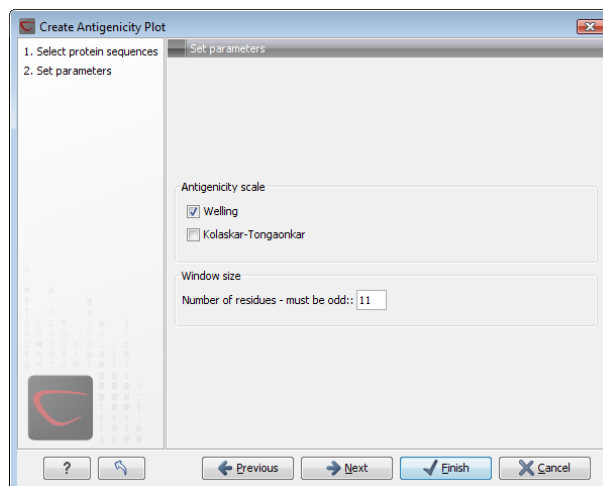 Create Antigenicity Plot
1. Select protein sequences
2. Set parameters
Set parameters
Antigenicity scale
Welling
Kolaskar-Tongaonkar
Window size
Number of residues - must be odd:: 11
? Previous Next Finish Cancel